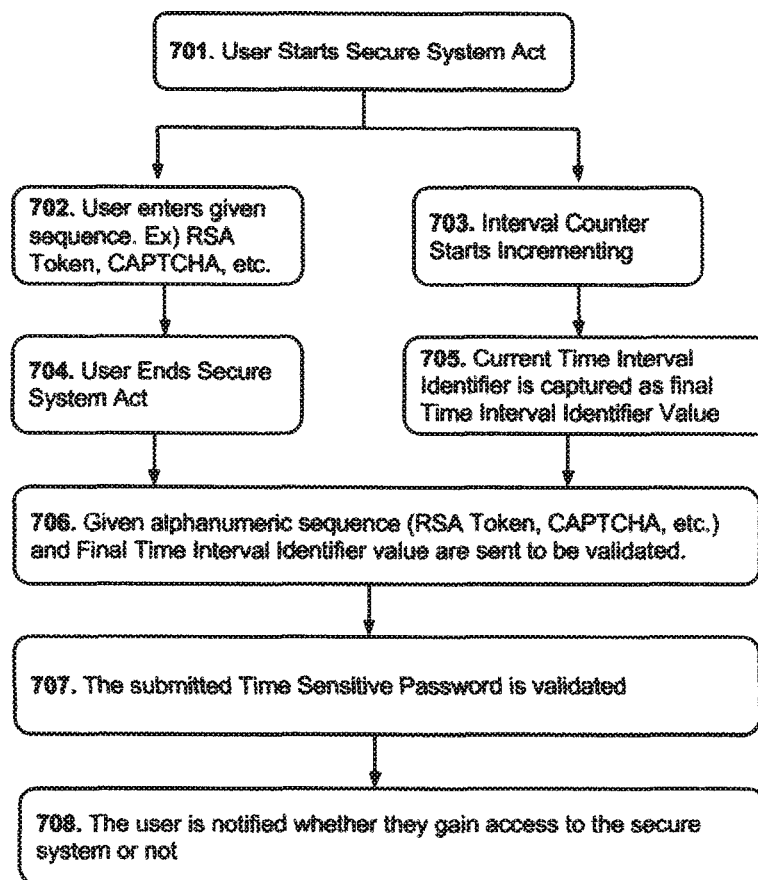 701. User Starts Secure System Act
702. User enters given
sequence. Ex) RSA
Token, CAPTCHA, etc.
703. Interval Counter
Starts Incrementing
704. User Ends Secure
System Act
705. Current Time Interval
Identifier is captured as final
Time Interval Identifier Value
706. Given alphanumeric sequence (RSA Token, CAPTCHA, etc.)
and Final Time Interval Identifier value are sent to be validated.
707. The submitted Time Sensitive Password is validated
708. The user is notified whether they gain access to the secure
system or not